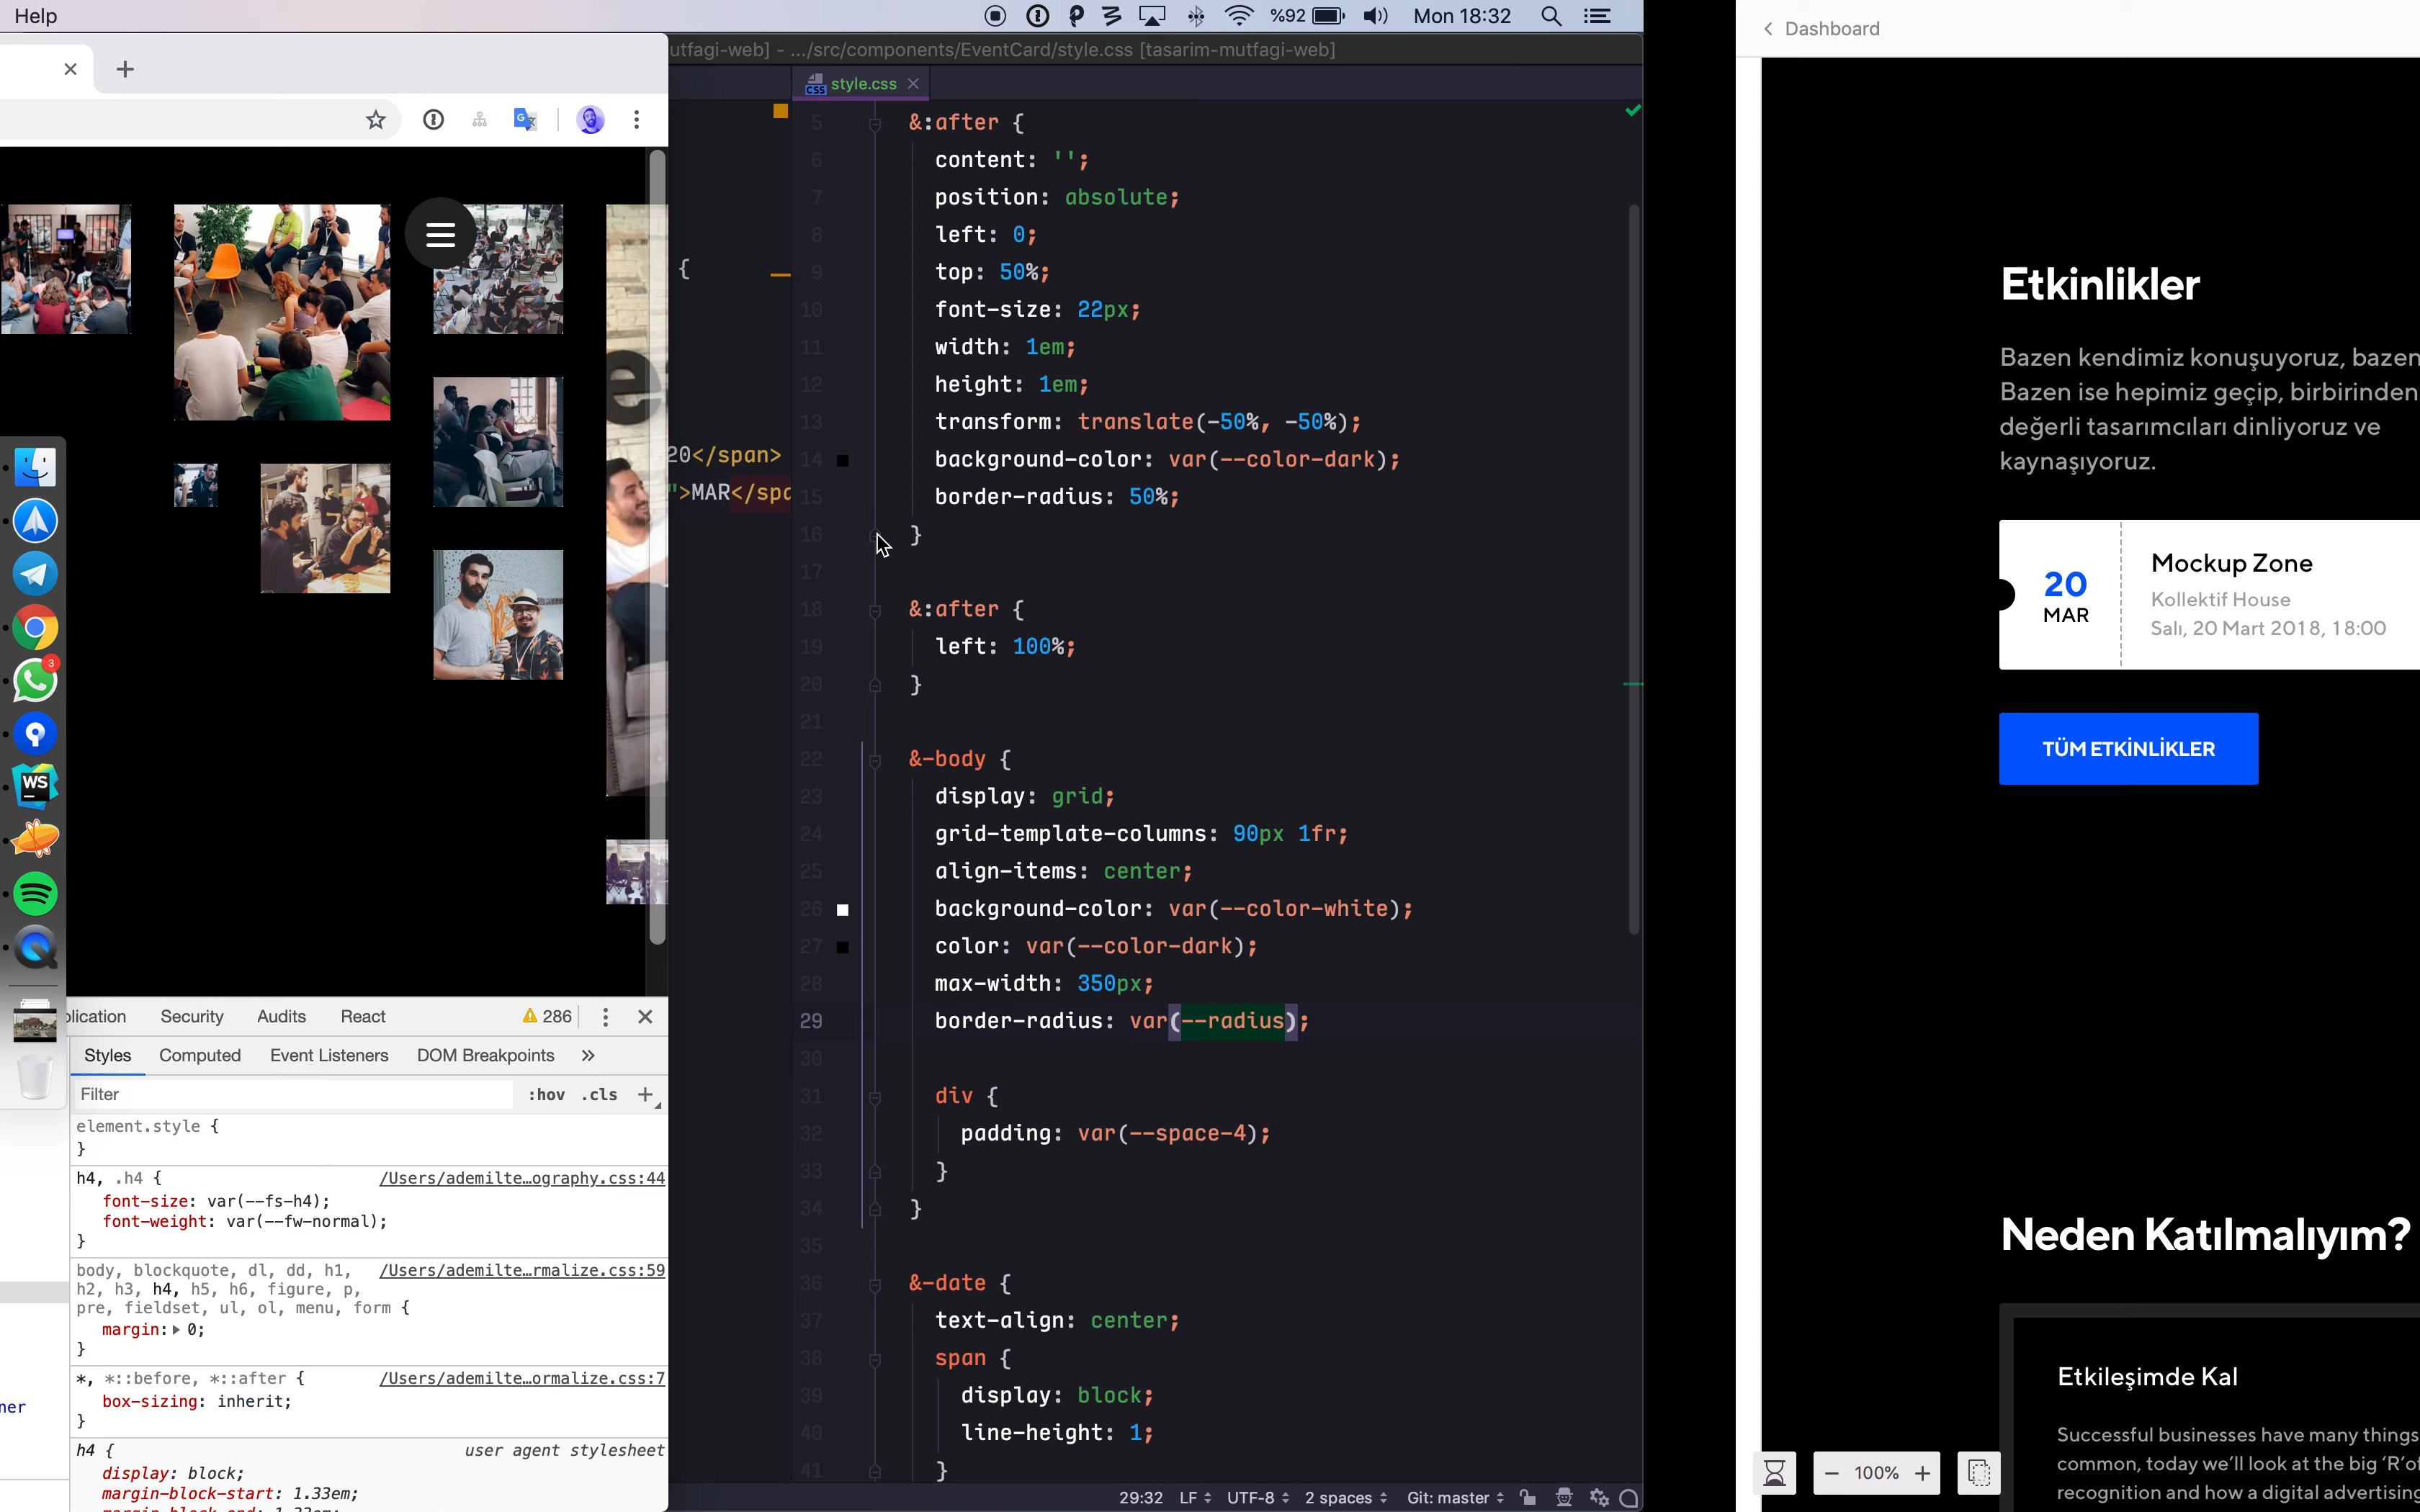 Help
%92
Mon 18:32
utfagi-web] - .../src/components/EventCard/style.css [tasarim-mutfagi-web]
style.css
{
20</span>
">MAR</spa
5 &:after {
6 content: '';
7 position: absolute;
8 left: 0;
9 top: 50%;
10 font-size: 22px;
11 width: 1em;
12 height: 1em;
13 transform: translate(-50%, -50%);
14 background-color: var(--color-dark);
15 border-radius: 50%;
16 }
17
18 &:after {
19 left: 100%;
20 }
21
22 &-body {
23 display: grid;
24 grid-template-columns: 90px 1fr;
25 align-items: center;
26 background-color: var(--color-white);
27 color: var(--color-dark);
28 max-width: 350px;
29 border-radius: var(--radius);
30
31 div {
32 padding: var(--space-4);
33 }
34 }
35
36 &-date {
37 text-align: center;
38 span {
39 display: block;
40 line-height: 1;
41 }
29:32 LF UTF-8 2 spaces Git: master
3
WS
plication Security Audits React 286
Styles Computed Event Listeners DOM Breakpoints »
Filter :hov .cls +
element.style {
}
h4, .h4 { /Users/ademilte…ography.css:44
font-size: var(--fs-h4);
font-weight: var(--fw-normal);
}
body, blockquote, dl, dd, h1, /Users/ademilte…rmalize.css:59
h2, h3, h4, h5, h6, figure, p,
pre, fieldset, ul, ol, menu, form {
margin: 0;
}
*, *::before, *::after { /Users/ademilte…ormalize.css:7
box-sizing: inherit;
}
ner
h4 { user agent stylesheet
display: block;
margin-block-start: 1.33em;
Dashboard
Etkinlikler
Bazen kendimiz konuşuyoruz, bazen
Bazen ise hepimiz geçip, birbirinden
değerli tasarımcıları dinliyoruz ve
kaynaşıyoruz.
20
MAR
Mockup Zone
Kollektif House
Salı, 20 Mart 2018, 18:00
TÜM ETKİNLİKLER
Neden Katılmalıyım?
Etkileşimde Kal
Successful businesses have many things
common, today we'll look at the big 'R'of
recognition and how a digital advertising
100%